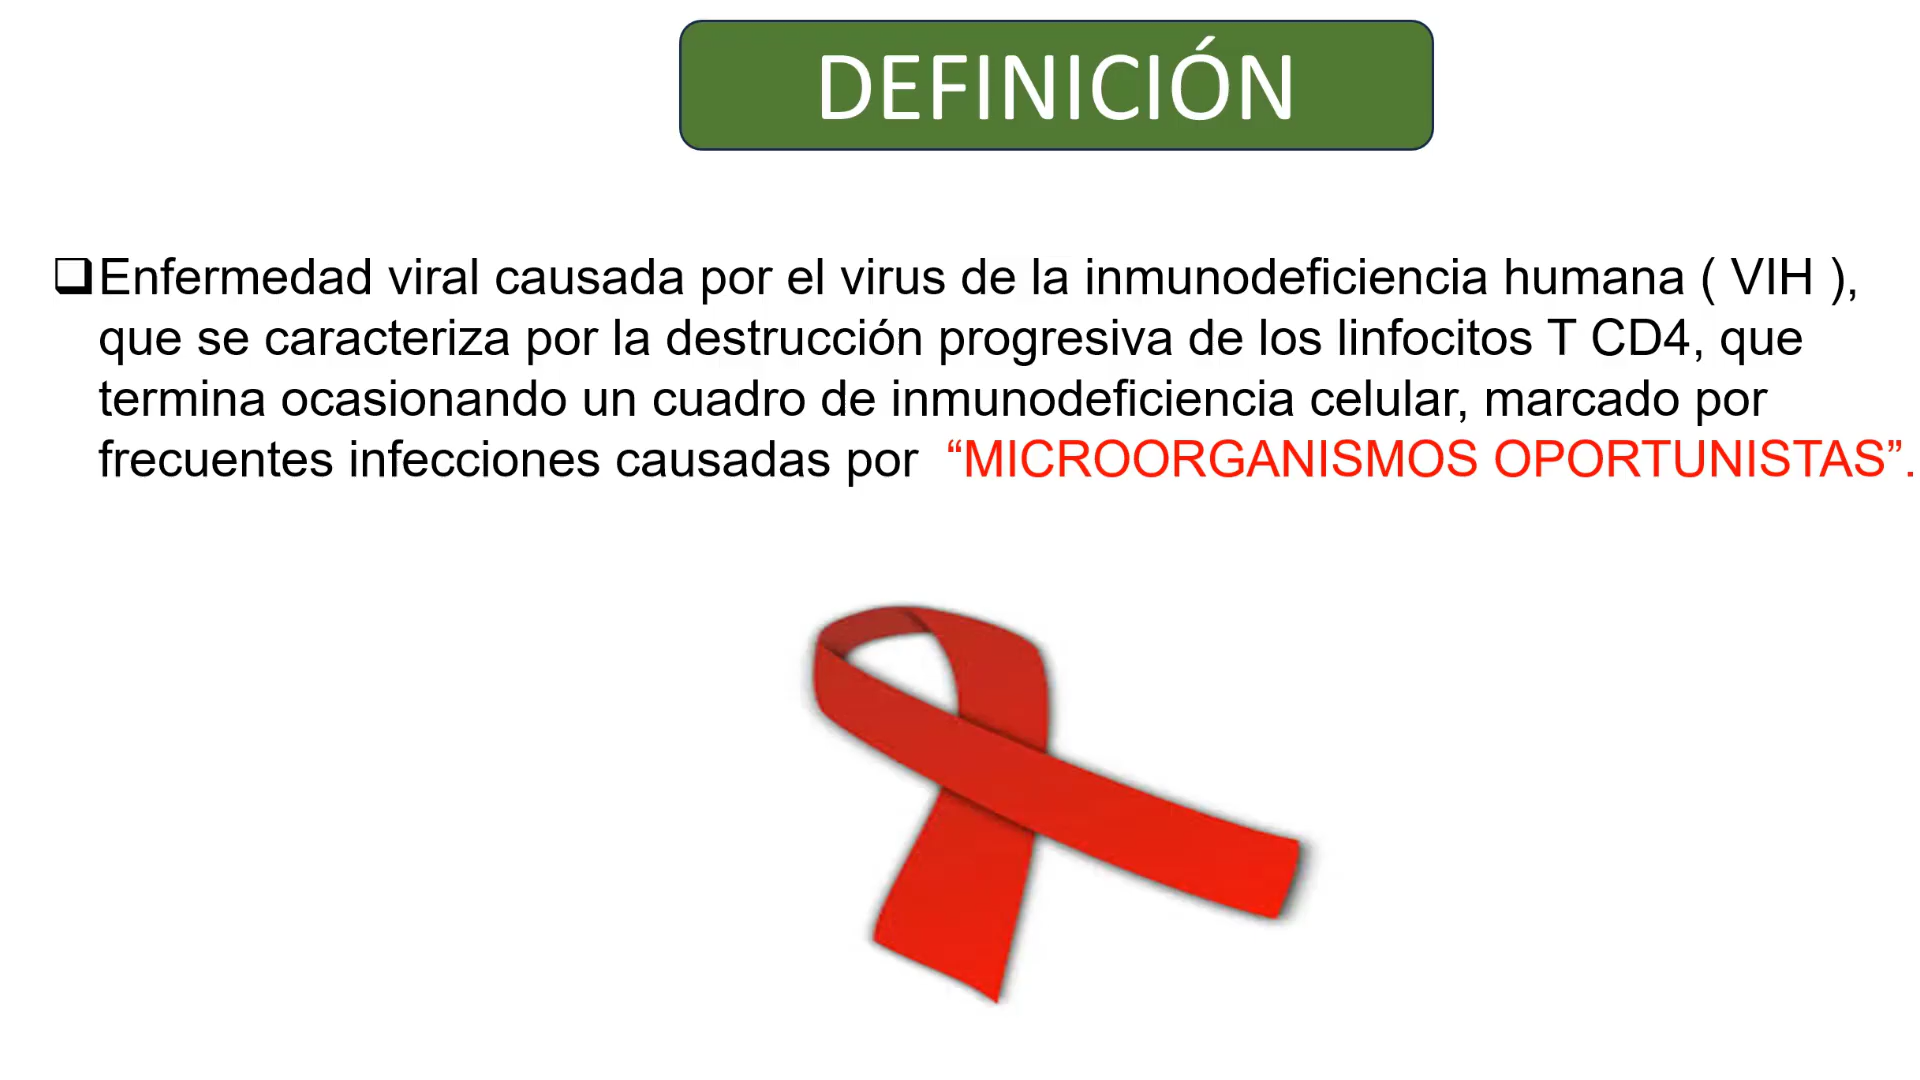 DEFINICIÓN
❑Enfermedad viral causada por el virus de la inmunodeficiencia humana ( VIH ),
que se caracteriza por la destrucción progresiva de los linfocitos T CD4, que
termina ocasionando un cuadro de inmunodeficiencia celular, marcado por
frecuentes infecciones causadas por “MICROORGANISMOS OPORTUNISTAS”.